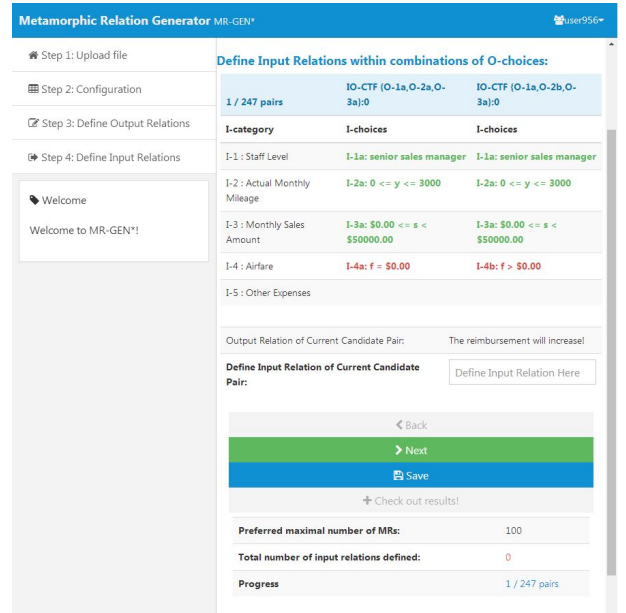 Metamorphic Relation Generator MR-GEN* user956
Step 1: Upload file
Step 2: Configuration
Step 3: Define Output Relations
Step 4: Define Input Relations
Welcome
Welcome to MR-GEN*!
Define Input Relations within combinations of O-choices:
IO-CTF (O-1a,O-2a,O- IO-CTF (O-1a,O-2b,O-
1 / 247 pairs 3a):0 3a):0
I-category I-choices I-choices
I-1 : Staff Level I-1a: senior sales manager I-1a: senior sales manager
I-2 : Actual Monthly I-2a: 0 <= y <= 3000 I-2a: 0 <= y <= 3000
Mileage
I-3 : Monthly Sales I-3a: $0.00 <= s < I-3a: $0.00 <= s <
Amount $50000.00 $50000.00
I-4 : Airfare I-4a: f = $0.00 I-4b: f > $0.00
I-5 : Other Expenses
Output Relation of Current Candidate Pair: The reimbursement will increase!
Define Input Relation of Current Candidate
Pair:
Define Input Relation Here
Back
Next
Save
Check out results!
Preferred maximal number of MRs: 100
Total number of input relations defined: 0
Progress 1 / 247 pairs